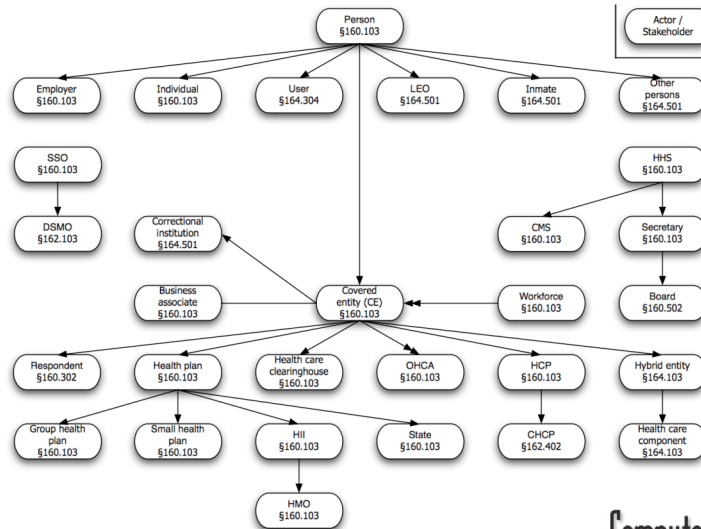 Person
§160.103
Actor /
Stakeholder
Employer
§160.103
Individual
§160.103
User
§164.304
LEO
§164.501
Inmate
§164.501
Other
persons
§164.501
SSO
§160.103
HHS
§160.103
DSMO
§162.103
Correctional
institution
§164.501
CMS
§160.103
Secretary
§160.103
Business
associate
§160.103
Covered
entity (CE)
§160.103
Workforce
§160.103
Board
§160.502
Respondent
§160.302
Health plan
§160.103
Health care
clearinghouse
§160.103
OHCA
§160.103
HCP
§160.103
Hybrid entity
§164.103
Group health
plan
§160.103
Small health
plan
§160.103
HII
§160.103
State
§160.103
CHCP
§162.402
Health care
component
§164.103
HMO
§160.103